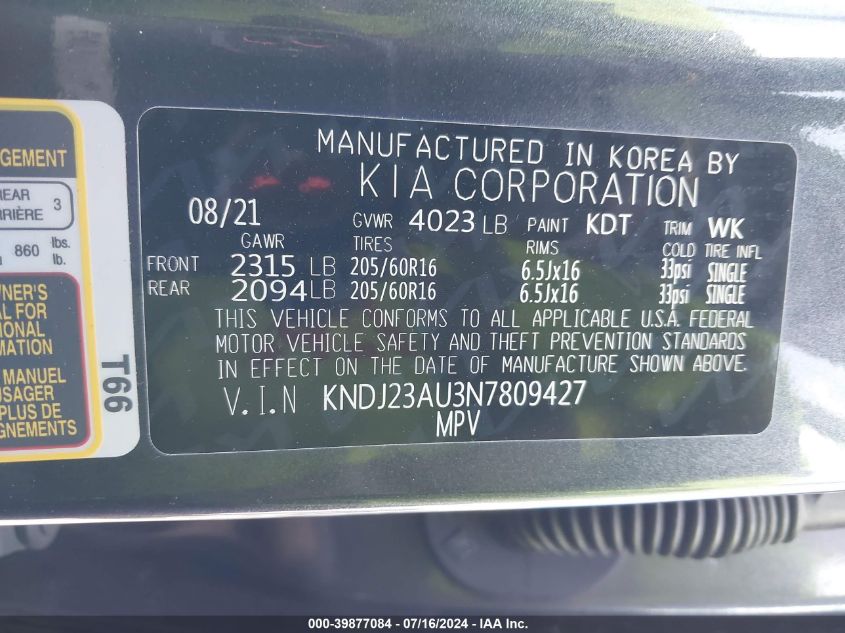 GEMENT
EAR
RRIÈRE 3
860 lbs.
lb.
WNER'S
AL FOR
IONAL
MATION
MANUEL
USAGER
PLUS DE
GNEMENTS
T66
MANUFACTURED IN KOREA BY
KIA CORPORATION
08/21 GVWR 4023 LB PAINT KDT TRIM WK
GAWR TIRES RIMS COLD TIRE INFL
FRONT 2315 LB 205/60R16 6.5Jx16 33psi SINGLE
REAR 2094 LB 205/60R16 6.5Jx16 33psi SINGLE
THIS VEHICLE CONFORMS TO ALL APPLICABLE U.S.A. FEDERAL
MOTOR VEHICLE SAFETY AND THEFT PREVENTION STANDARDS
IN EFFECT ON THE DATE OF MANUFACTURE SHOWN ABOVE.
V.I.N KNDJ23AU3N7809427
MPV
000-39877084 - 07/16/2024 - IAA Inc.